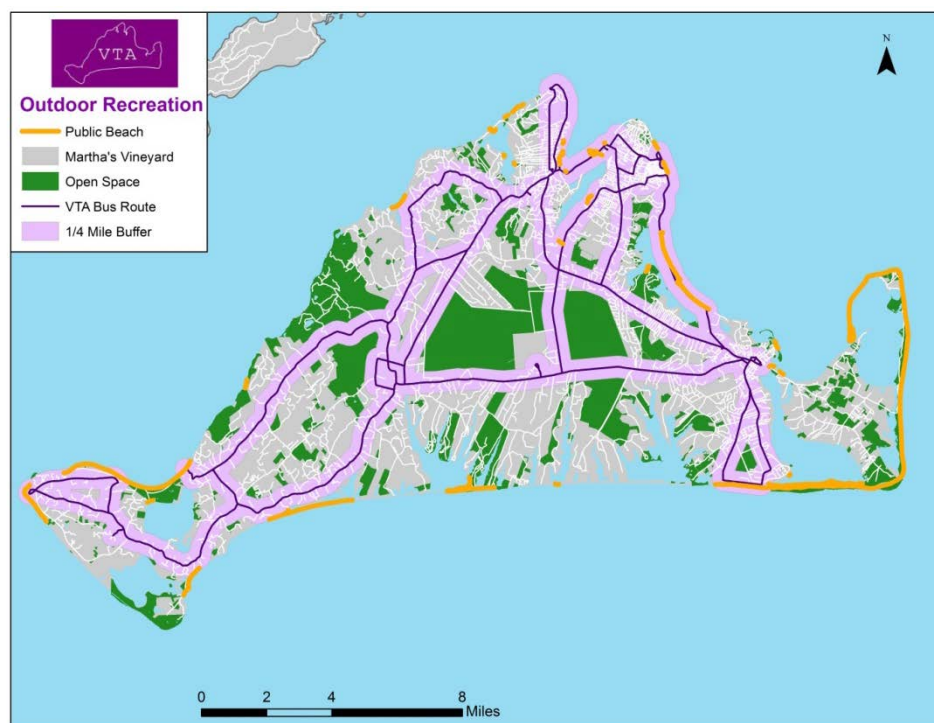 VTA
Outdoor Recreation
Public Beach
Martha's Vineyard
Open Space
VTA Bus Route
1/4 Mile Buffer
N
0 2 4 8
Miles